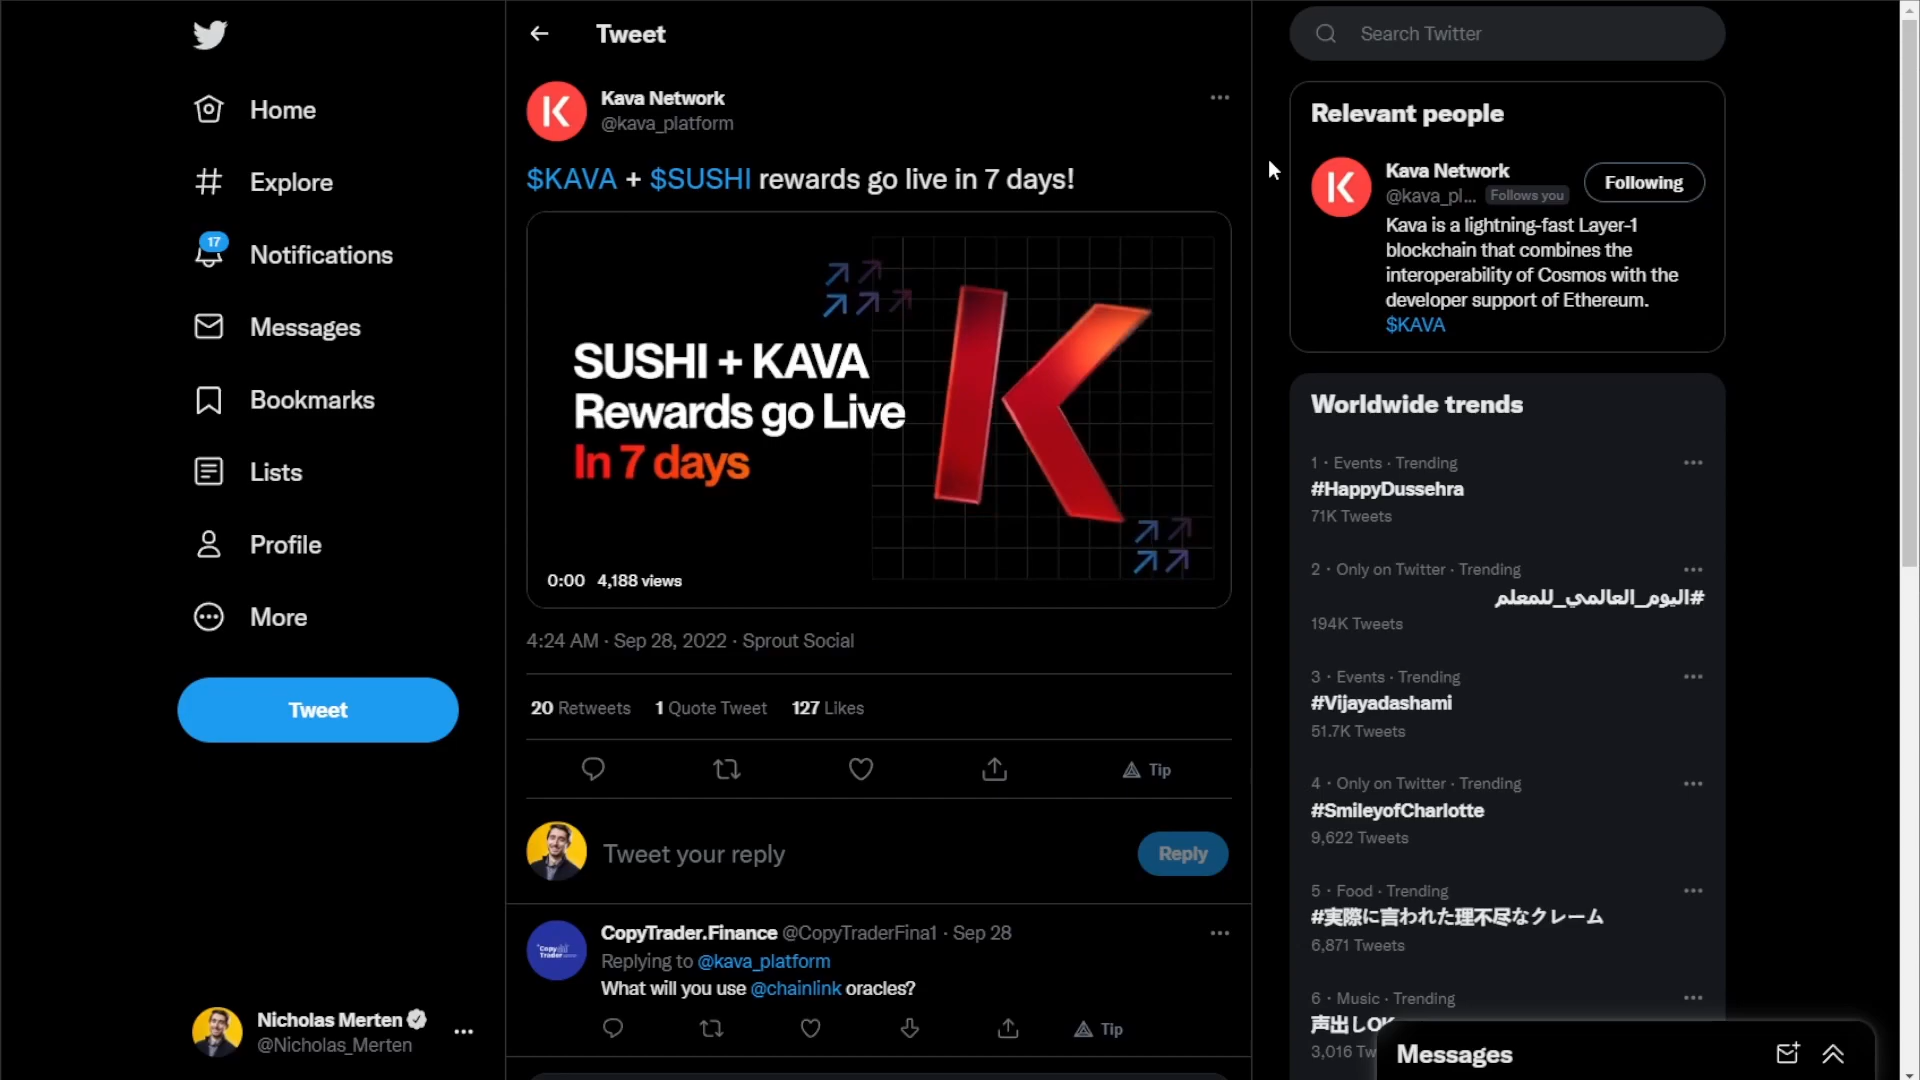 Home
Explore
17
Notifications
Messages
Bookmarks
Lists
Profile
More
Tweet
Nicholas Merten
@Nicholas_Merten
Tweet
Kava Network
@kava_platform
$KAVA + $SUSHI rewards go live in 7 days!
SUSHI + KAVA
Rewards go Live
In 7 days
0:00 4,188 views
4:24 AM · Sep 28, 2022 · Sprout Social
20 Retweets 1 Quote Tweet 127 Likes
Tip
Tweet your reply
Reply
CopyTrader.Finance @CopyTraderFina1 · Sep 28
Replying to @kava_platform
What will you use @chainlink oracles?
Tip
Search Twitter
Relevant people
Kava Network
@kava_pl... Follows you
Following
Kava is a lightning-fast Layer-1
blockchain that combines the
interoperability of Cosmos with the
developer support of Ethereum.
$KAVA
Worldwide trends
1 · Events · Trending
#HappyDussehra
71K Tweets
2 · Only on Twitter · Trending
#اليوم_العالمي_للمعلم
194K Tweets
3 · Events · Trending
#Vijayadashami
51.7K Tweets
4 · Only on Twitter · Trending
#SmileyofCharlotte
9,622 Tweets
5 · Food · Trending
#実際に言われた理不尽なクレーム
6,871 Tweets
6 · Music · Trending
声出しOK
3,016 Tw
Messages